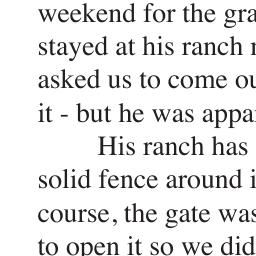 weekend for the gra
stayed at his ranch
asked us to come ou
it - but he was appa
His ranch has
solid fence around i
course, the gate was
to open it so we did